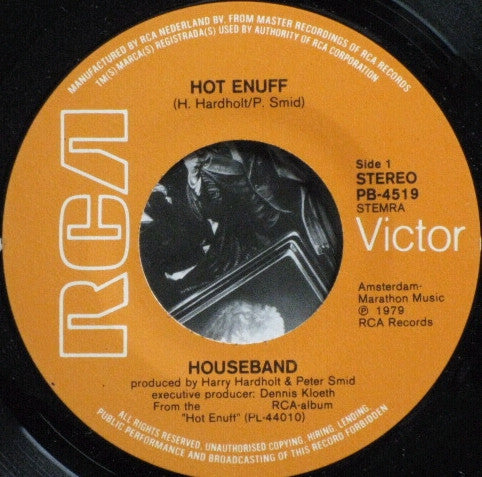 MANUFACTURED BY RCA NEDERLAND BV. FROM MASTER RECORDINGS OF RCA RECORDS
TM(S) MARCA(S) REGISTRADA(S) USED BY AUTHORITY OF RCA CORPORATION
HOT ENUFF
(H. Hardholt/P. Smid)
RCA
Side 1
STEREO
PB-4519
STEMRA
Victor
Amsterdam-
Marathon Music
℗ 1979
RCA Records
HOUSEBAND
produced by Harry Hardholt & Peter Smid
executive producer: Dennis Kloeth
From the RCA-album
"Hot Enuff" (PL-44010)
ALL RIGHTS RESERVED. UNAUTHORISED COPYING, HIRING, LENDING
PUBLIC PERFORMANCE AND BROADCASTING OF THIS RECORD FORBIDDEN